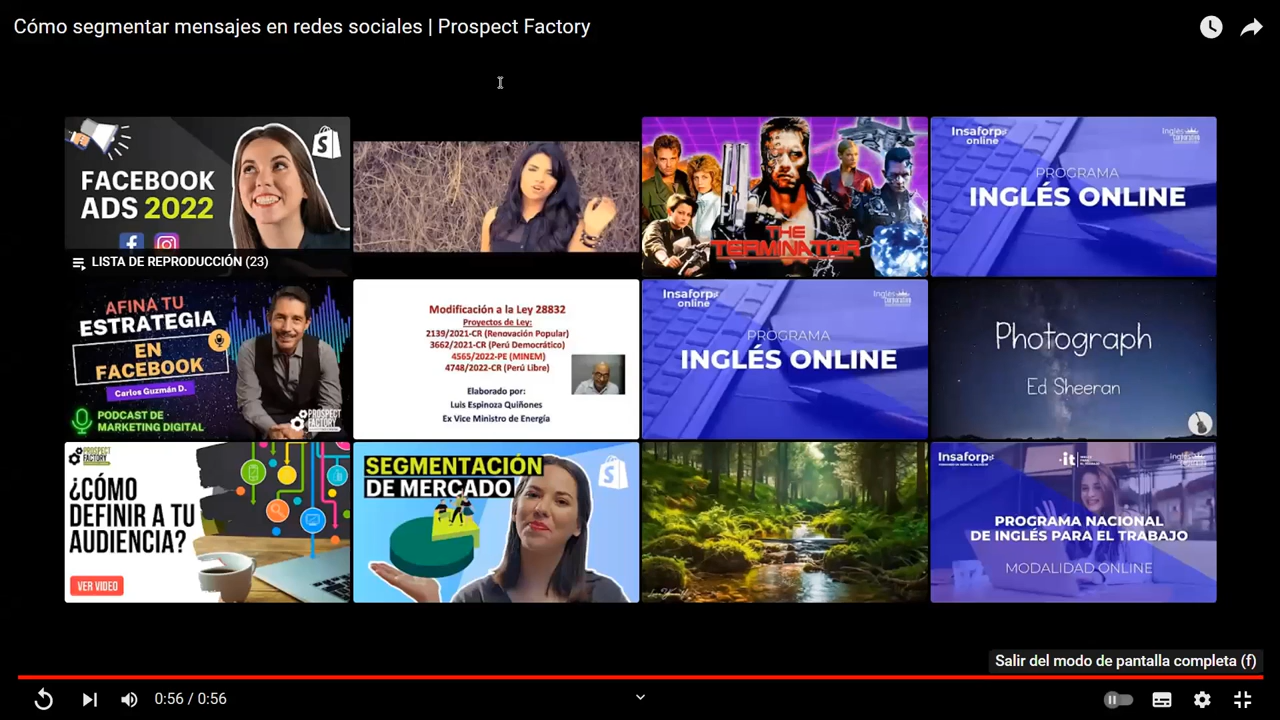 Cómo segmentar mensajes en redes sociales | Prospect Factory
FACEBOOK
ADS 2022
LISTA DE REPRODUCCIÓN (23)
THE
TERMINATOR
Insaforp
online
PROGRAMA
INGLÉS ONLINE
AFINA TU
ESTRATEGIA
EN
FACEBOOK
Carlos Guzmán D.
PODCAST DE
MARKETING DIGITAL
PROSPECT
FACTORY
Modificación a la Ley 28832
Proyectos de Ley:
2139/2021-CR (Renovación Popular)
3662/2021-CR (Perú Democrático)
4565/2022-PE (MINEM)
4748/2022-CR (Perú Libre)
Elaborado por:
Luis Espinoza Quiñones
Ex Vice Ministro de Energía
Insaforp
online
PROGRAMA
INGLÉS ONLINE
Photograph
Ed Sheeran
PROSPECT
FACTORY
¿CÓMO
DEFINIR A TU
AUDIENCIA?
VER VIDEO
SEGMENTACIÓN
DE MERCADO
Insaforp
PROGRAMA NACIONAL
DE INGLÉS PARA EL TRABAJO
MODALIDAD ONLINE
Salir del modo de pantalla completa (f)
0:56 / 0:56